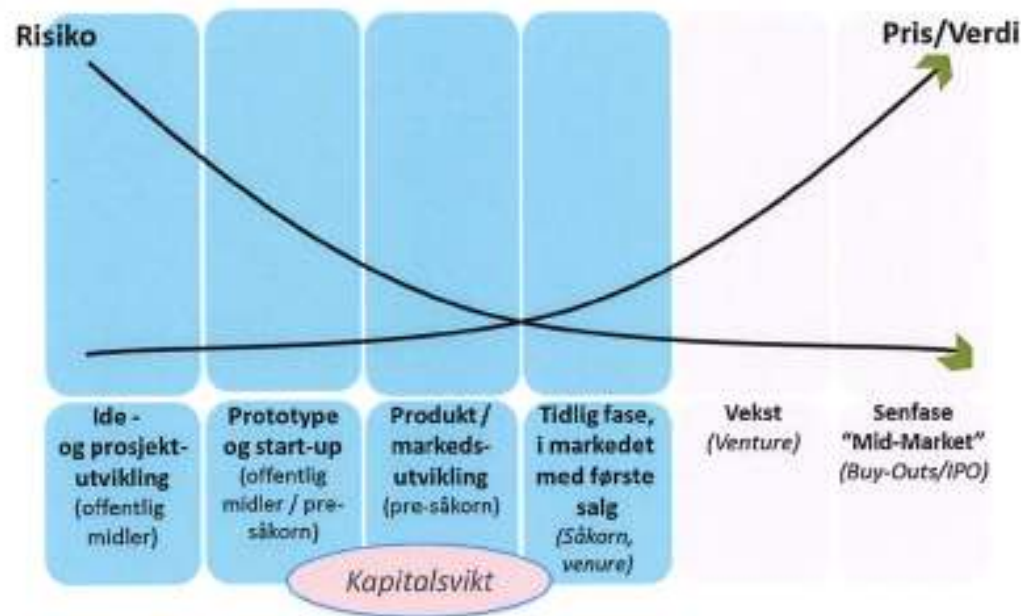 Risiko
Pris/Verdi
Ide -
og prosjekt-
utvikling
(offentlig
midler)
Prototype
og start-up
(offentlig
midler / pre-
såkorn)
Produkt /
markeds-
utvikling
(pre-såkorn)
Tidlig fase,
i markedet
med første
salg
(Såkorn,
venure)
Vekst
(Venture)
Senfase
"Mid-Market"
(Buy-Outs/IPO)
Kapitalsvikt